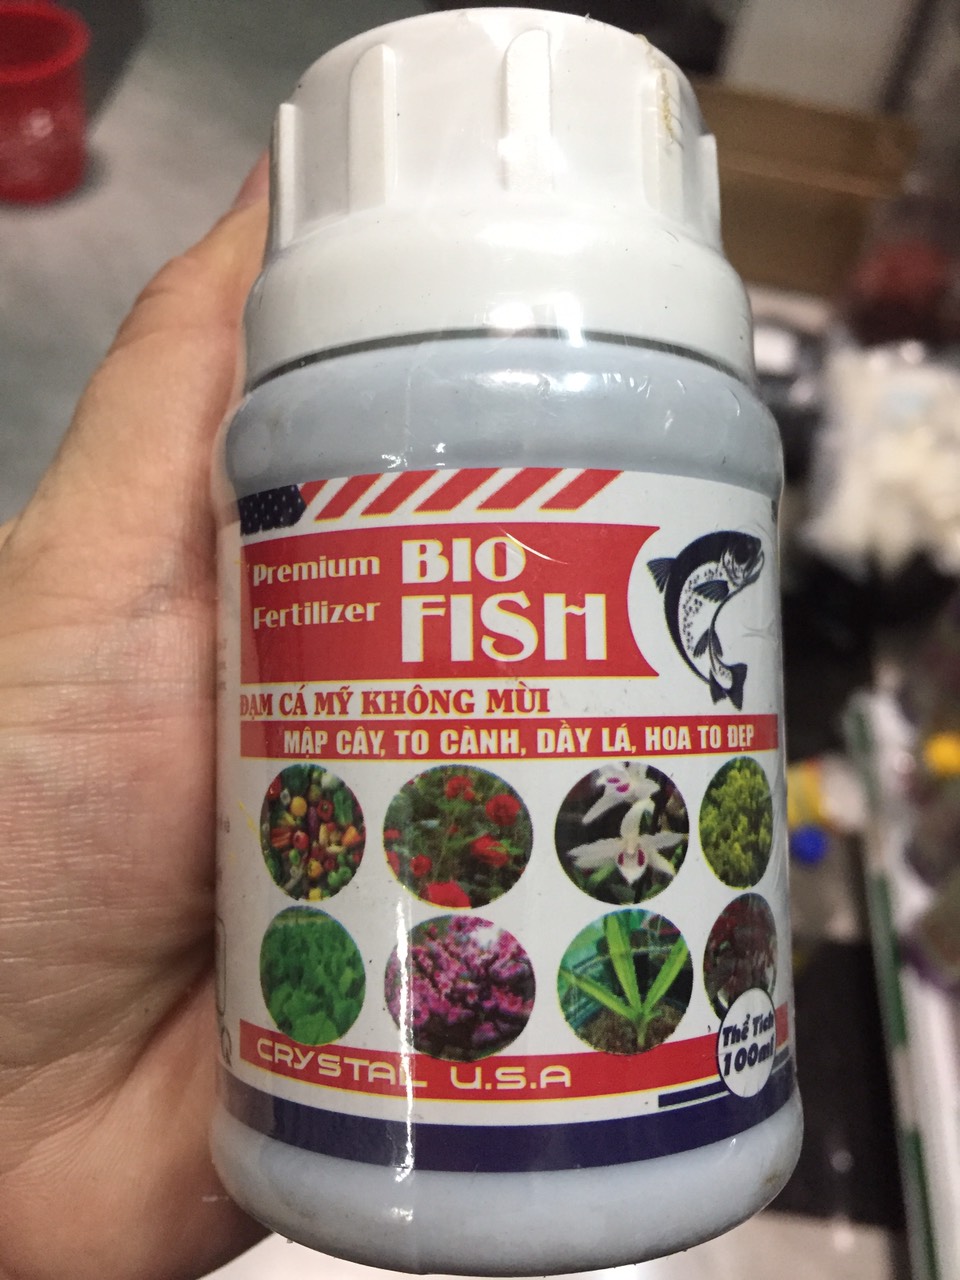 Premium
Fertilizer
BIO
FISH
ĐẠM CÁ MỸ KHÔNG MÙI
MẬP CÂY, TO CÀNH, DẦY LÁ, HOA TO ĐẸP
CRYSTAL U.S.A
Thể Tích
100ml